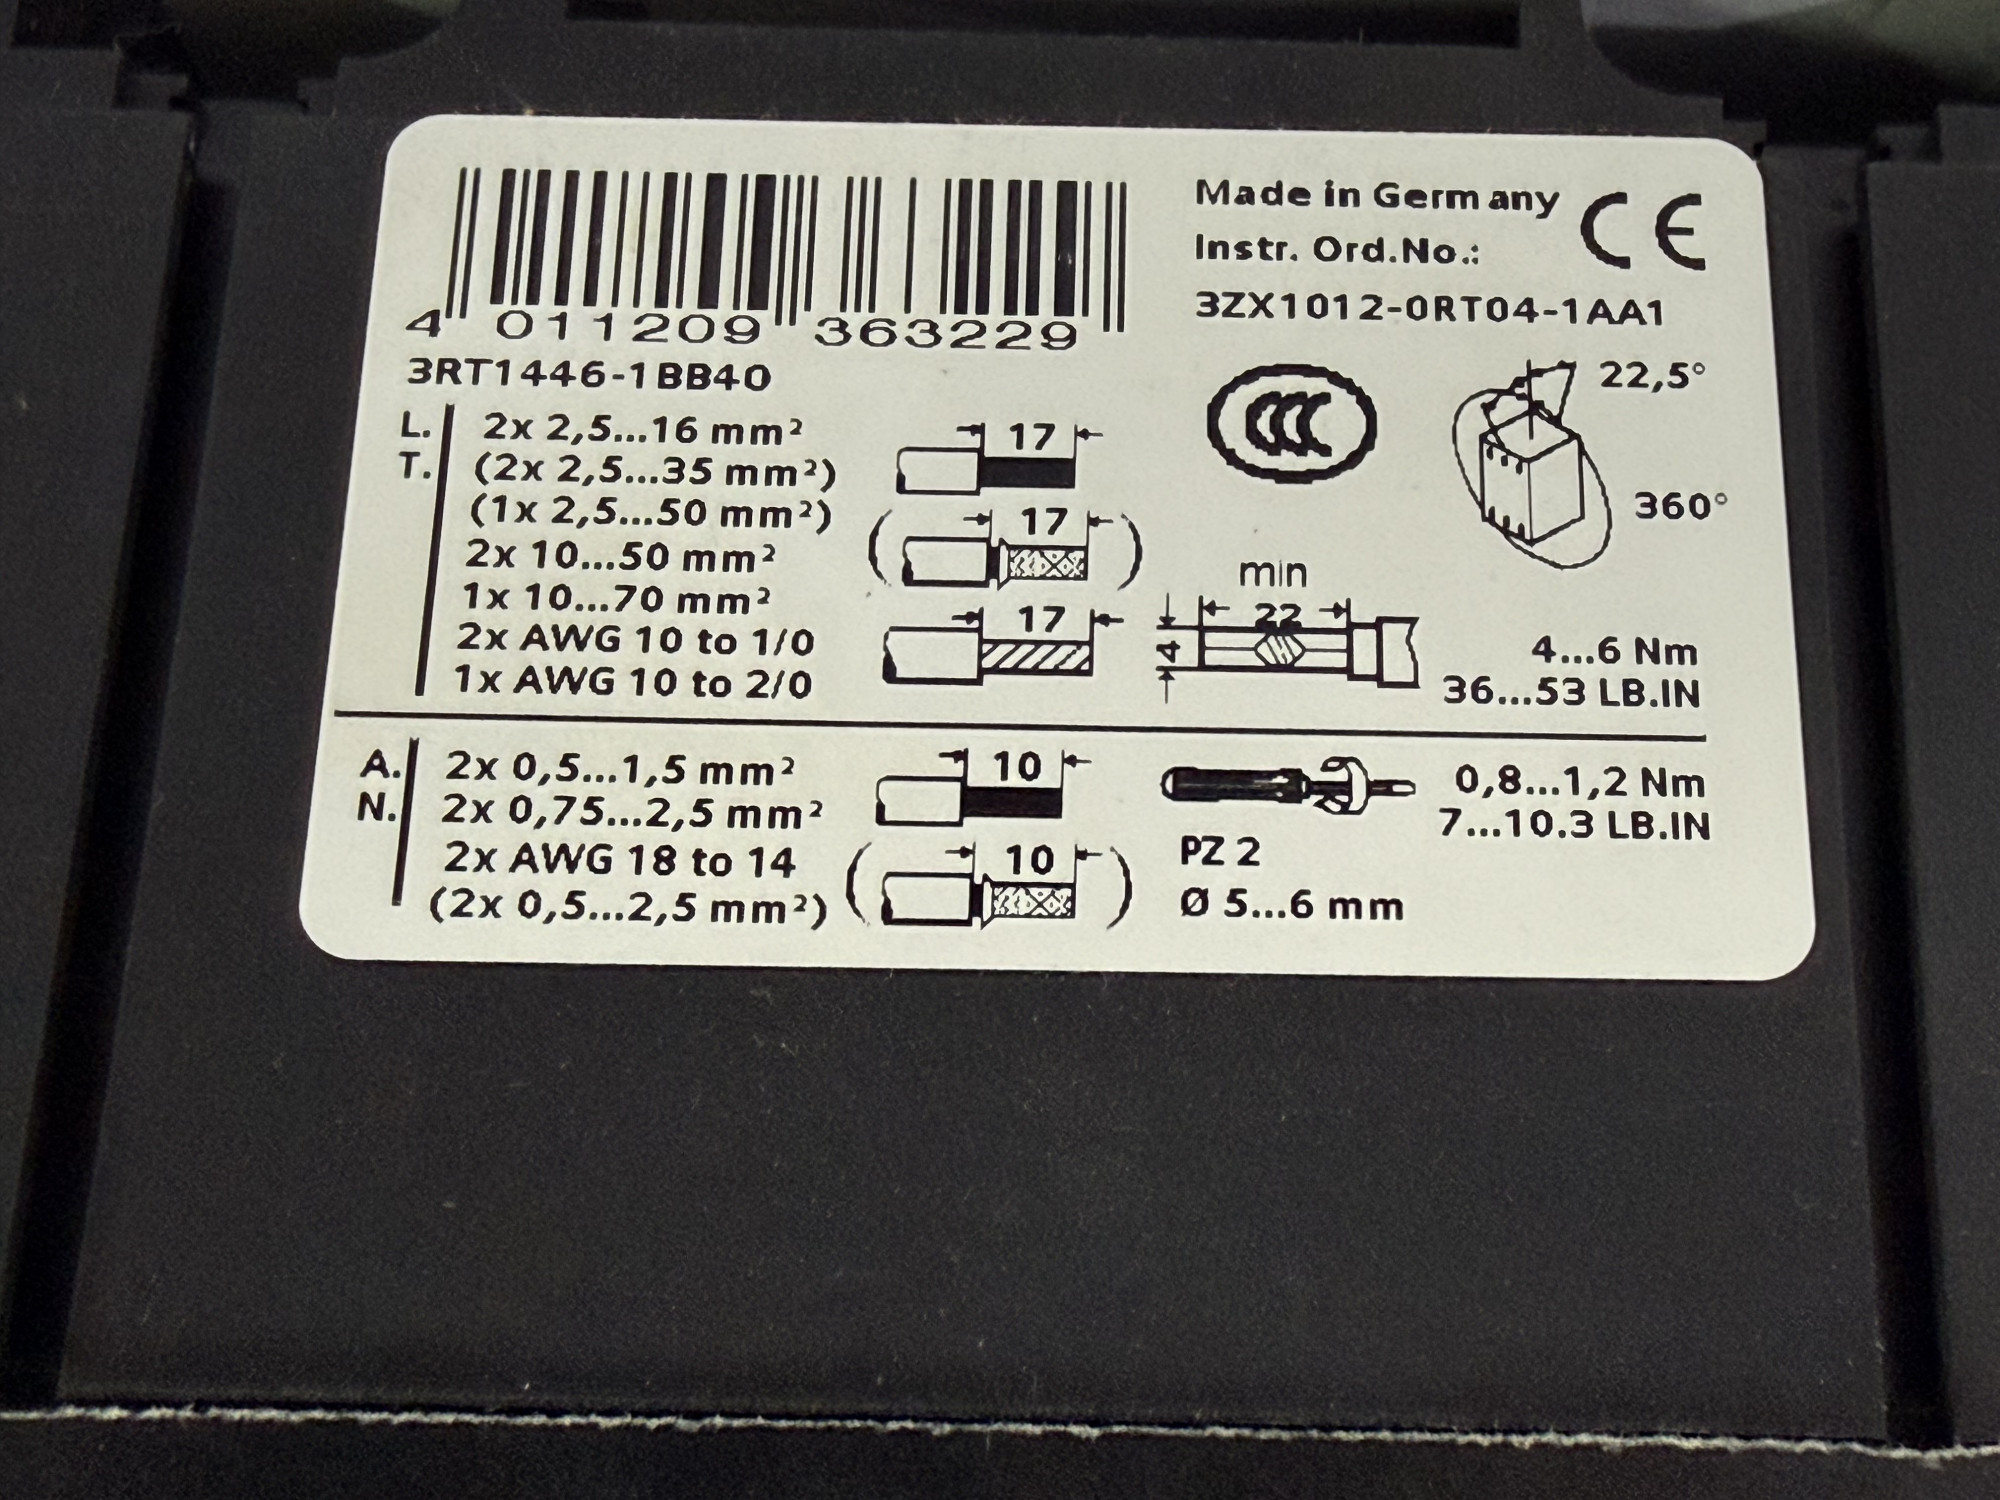 Made in Germany
CE
Instr. Ord.No.:
3ZX1012-0RT04-1AA1
4 011209 363229
3RT1446-1BB40
CCC
22,5°
360°
L.
T.
2x 2,5...16 mm²
(2x 2,5...35 mm²)
(1x 2,5...50 mm²)
2x 10...50 mm²
1x 10...70 mm²
2x AWG 10 to 1/0
1x AWG 10 to 2/0
17
17
17
min
22
4
4...6 Nm
36...53 LB.IN
A.
N.
2x 0,5...1,5 mm²
2x 0,75...2,5 mm²
2x AWG 18 to 14
(2x 0,5...2,5 mm²)
10
10
PZ 2
Ø 5...6 mm
0,8...1,2 Nm
7...10.3 LB.IN